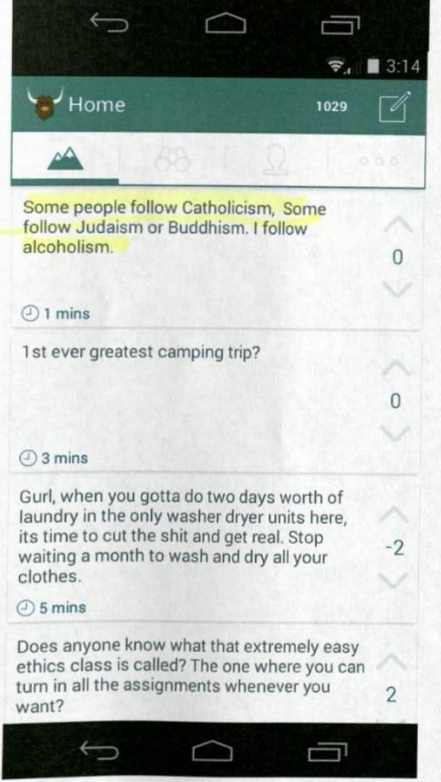 3:14
Home 1029
Some people follow Catholicism, Some
follow Judaism or Buddhism. I follow
alcoholism.
0
1 mins
1st ever greatest camping trip?
0
3 mins
Gurl, when you gotta do two days worth of
laundry in the only washer dryer units here,
its time to cut the shit and get real. Stop
waiting a month to wash and dry all your
clothes.
-2
5 mins
Does anyone know what that extremely easy
ethics class is called? The one where you can
turn in all the assignments whenever you
want?
2